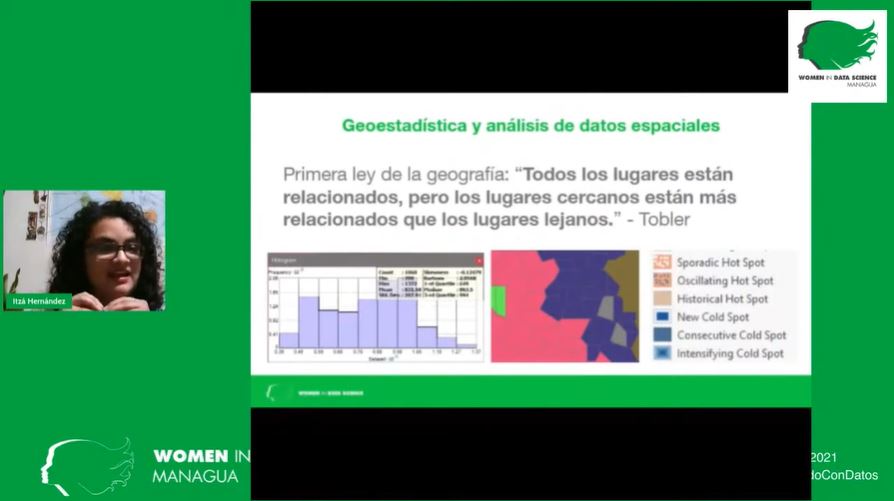 WOMEN IN DATA SCIENCE
MANAGUA
Geoestadística y análisis de datos espaciales
Primera ley de la geografía: “Todos los lugares están
relacionados, pero los lugares cercanos están más
relacionados que los lugares lejanos.” - Tobler
Histogram
Sporadic Hot Spot
Oscillating Hot Spot
Historical Hot Spot
New Cold Spot
Consecutive Cold Spot
Intensifying Cold Spot
Itzá Hernández
WOMEN IN DATA SCIENCE
WOMEN IN
MANAGUA
2021
doConDatos